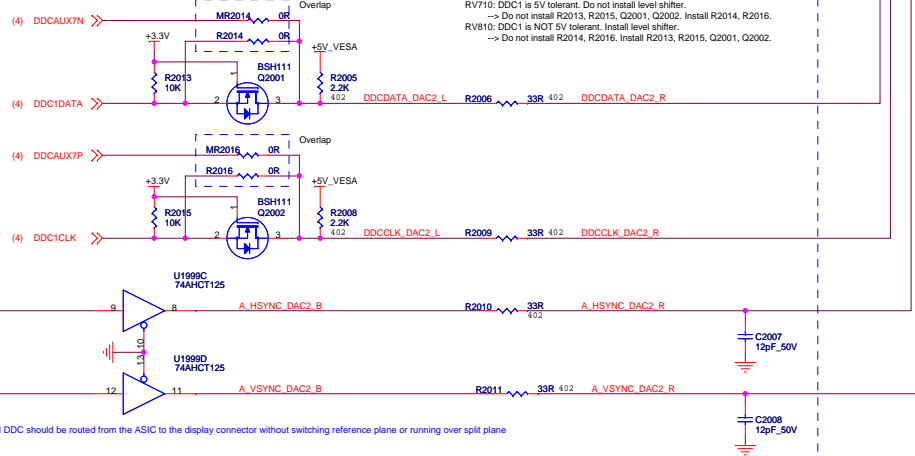 Overlap
RV710: DDC1 is 5V tolerant. Do not install level shifter.
--> Do not install R2013, R2015, Q2001, Q2002. Install R2014, R2016.
RV810: DDC1 is NOT 5V tolerant. Install level shifter.
--> Do not install R2014, R2016. Install R2013, R2015, Q2001, Q2002.
(4) DDCAUX7N
MR2014 0R
R2014 0R
+3.3V
+5V_VESA
BSH111
Q2001
R2013
10K
1
2
3
R2005
2.2K
402
(4) DDC1DATA
DDCDATA_DAC2_L
R2006 33R 402
DDCDATA_DAC2_R
Overlap
(4) DDCAUX7P
MR2016 0R
R2016 0R
+3.3V
+5V_VESA
BSH111
Q2002
R2015
10K
1
2
3
R2008
2.2K
402
(4) DDC1CLK
DDCCLK_DAC2_L
R2009 33R 402
DDCCLK_DAC2_R
U1999C
74AHCT125
9
8
10
A_HSYNC_DAC2_B
R2010 33R
402
A_HSYNC_DAC2_R
C2007
12pF_50V
U1999D
74AHCT125
13
12
11
A_VSYNC_DAC2_B
R2011 33R 402
A_VSYNC_DAC2_R
C2008
12pF_50V
DDC should be routed from the ASIC to the display connector without switching reference plane or running over split plane